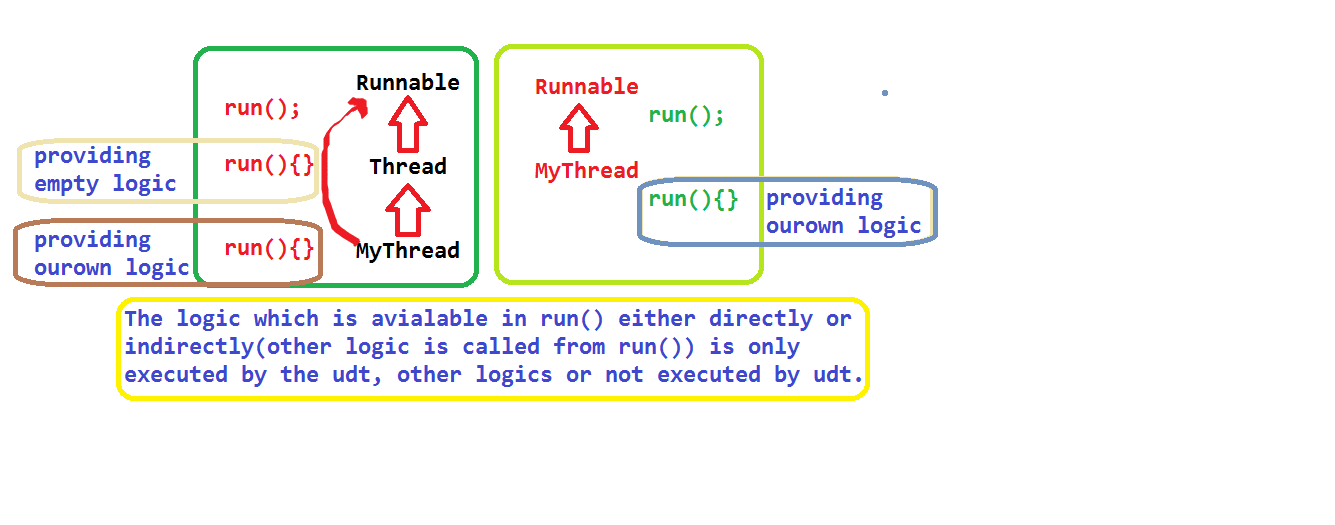 Runnable
run();
providing
empty logic
run(){}
Thread
providing
ourown logic
run(){}
MyThread
Runnable
run();
MyThread
run(){}
providing
ourown logic
The logic which is avialable in run() either directly or
indirectly(other logic is called from run()) is only
executed by the udt, other logics or not executed by udt.